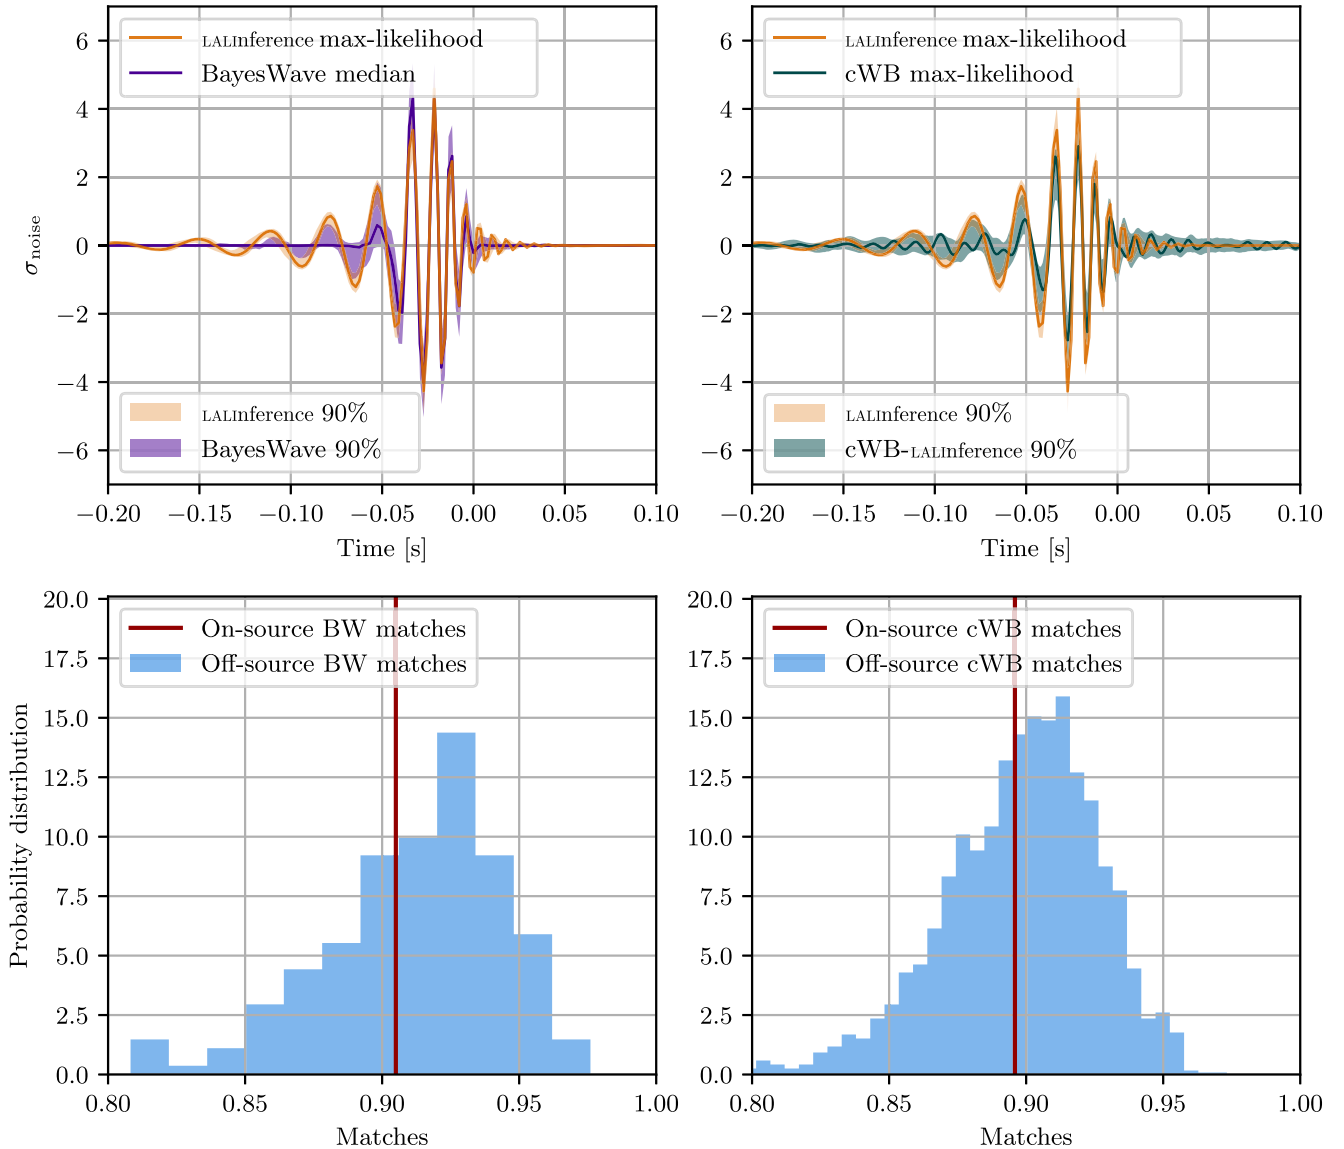 LALInference max-likelihood
BayesWave median
6
4
2
0
−2
−4
−6
σnoise
LALInference 90%
BayesWave 90%
−0.20 −0.15 −0.10 −0.05 0.00 0.05 0.10
Time [s]
LALInference max-likelihood
cWB max-likelihood
6
4
2
0
−2
−4
−6
LALInference 90%
cWB-LALInference 90%
−0.20 −0.15 −0.10 −0.05 0.00 0.05 0.10
Time [s]
On-source BW matches
Off-source BW matches
20.0
17.5
15.0
12.5
10.0
7.5
5.0
2.5
0.0
Probability distribution
0.80 0.85 0.90 0.95 1.00
Matches
On-source cWB matches
Off-source cWB matches
20.0
17.5
15.0
12.5
10.0
7.5
5.0
2.5
0.0
0.80 0.85 0.90 0.95 1.00
Matches